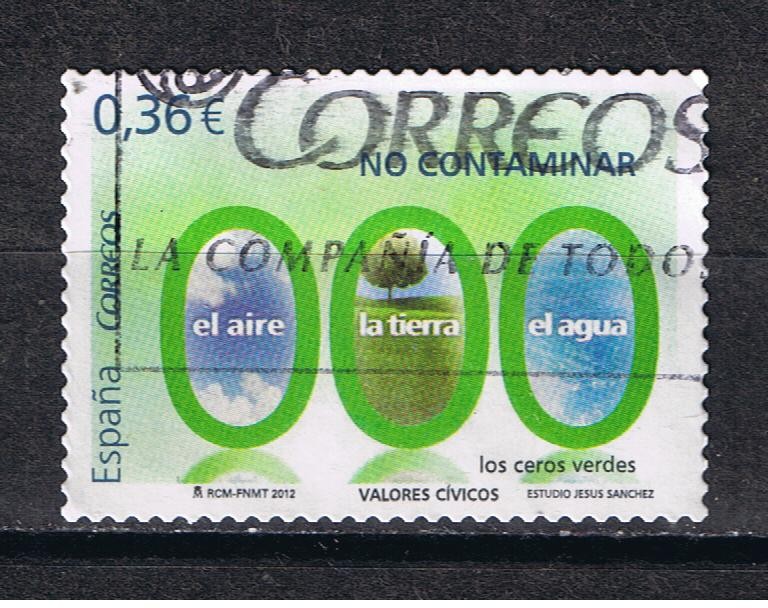 0,36 €
CORREOS
NO CONTAMINAR
LA COMPAÑÍA DE TODOS
el aire
la tierra
el agua
España CORREOS
los ceros verdes
RCM-FNMT 2012
VALORES CÍVICOS
ESTUDIO JESUS SANCHEZ